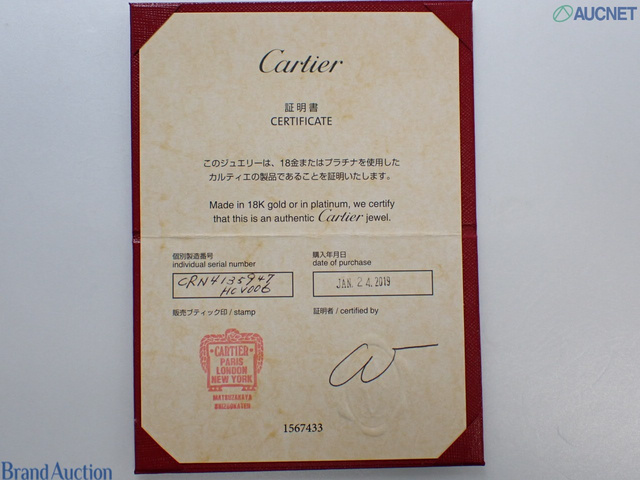 AUCNET
Cartier
証明書
CERTIFICATE
このジュエリーは、18金またはプラチナを使用した
カルティエの製品であることを証明いたします。
Made in 18K gold or in platinum, we certify
that this is an authentic Cartier jewel.
個別製造番号
individual serial number
購入年月日
date of purchase
CRN4135947
HCV006
JAN. 24. 2019
販売ブティック印 / stamp
証明者 / certified by
CARTIER
PARIS
LONDON
NEW YORK
MATSUZAKAYA
1567433
Brand Auction